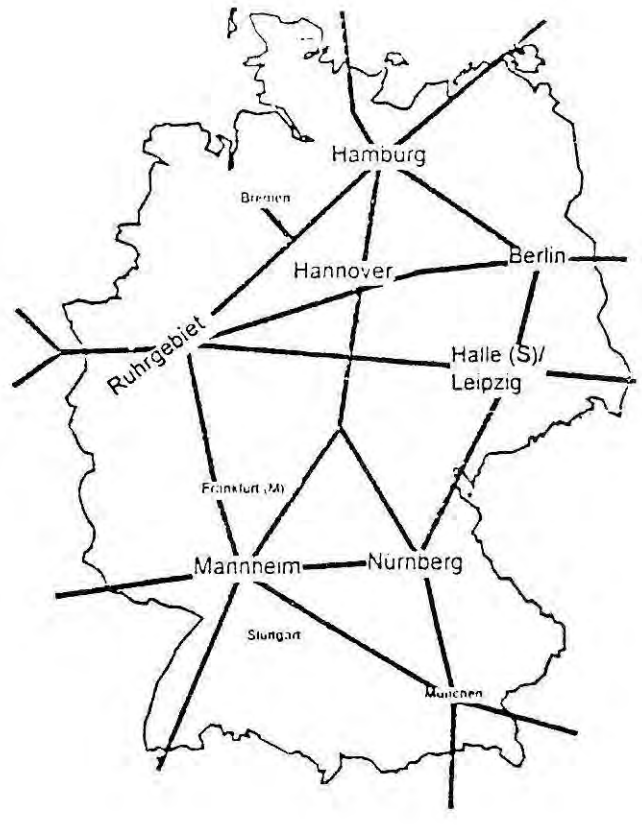 Hamburg
Bremen
Hannover
Berlin
Ruhrgebiet
Halle (S)/
Leipzig
Frankfurt (M)
Mannheim
Nürnberg
Stuttgart
München